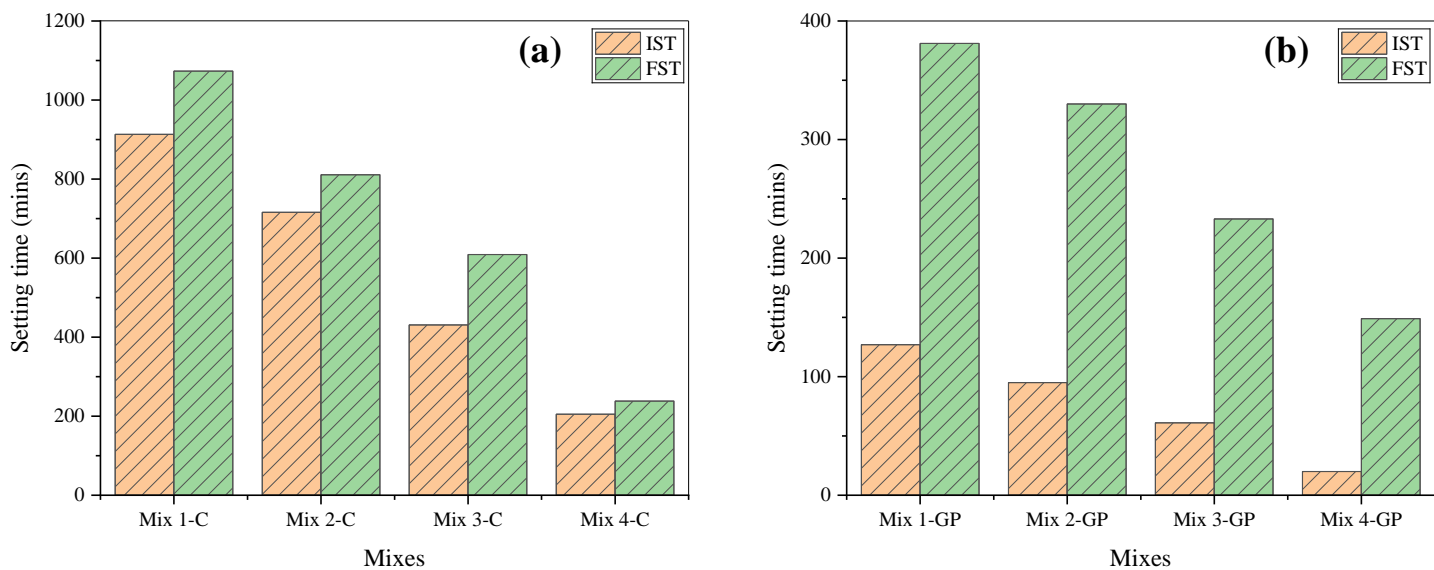 (a)
IST
FST
1200
1000
800
600
400
200
0
Setting time (mins)
Mix 1-C Mix 2-C Mix 3-C Mix 4-C
Mixes
(b)
IST
FST
400
300
200
100
0
Setting time (mins)
Mix 1-GP Mix 2-GP Mix 3-GP Mix 4-GP
Mixes